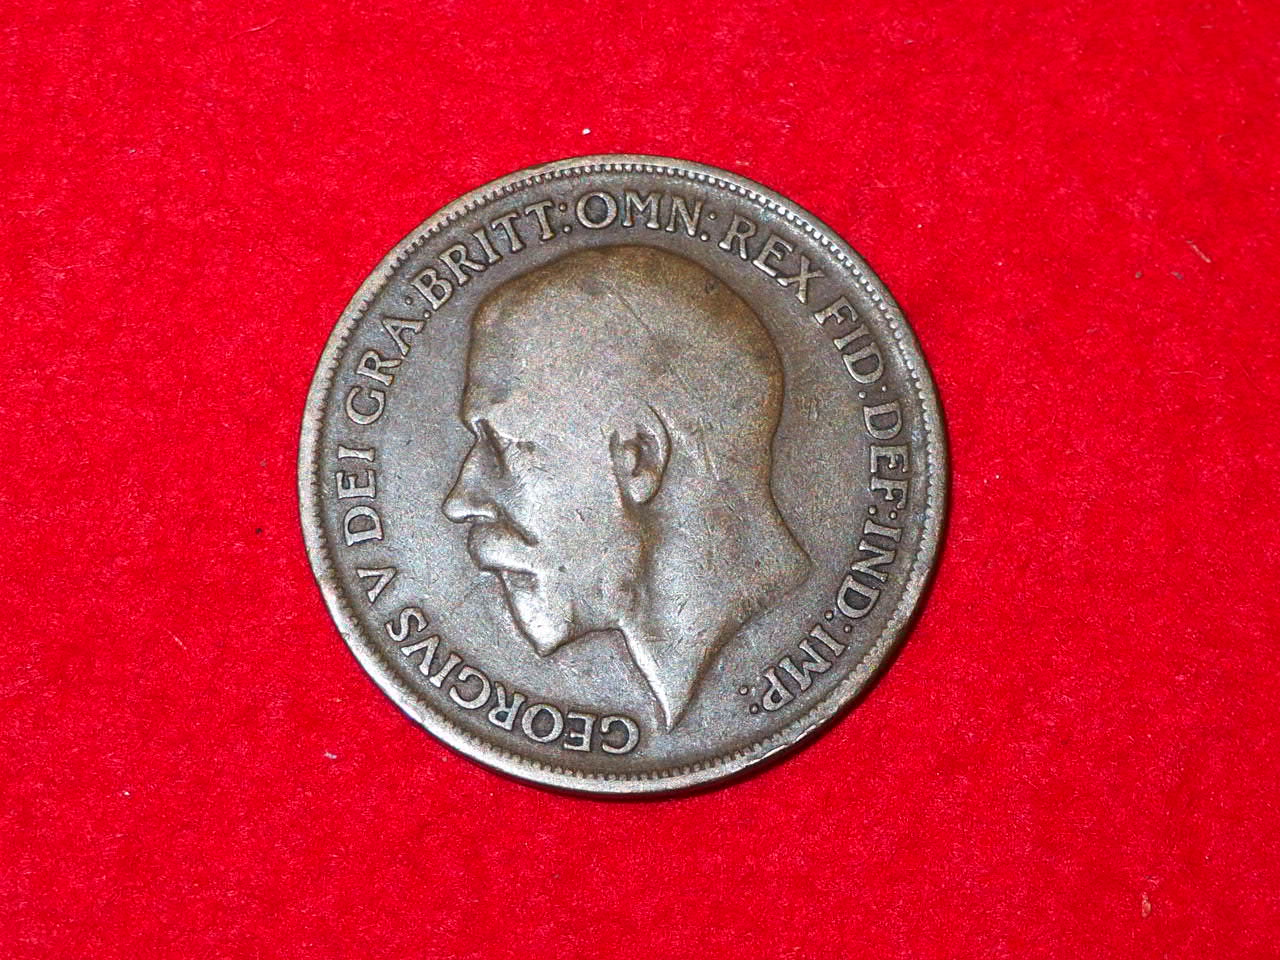 GEORGIVS V DEI GRA:BRITT:OMN:REX FID:DEF:IND:IMP: